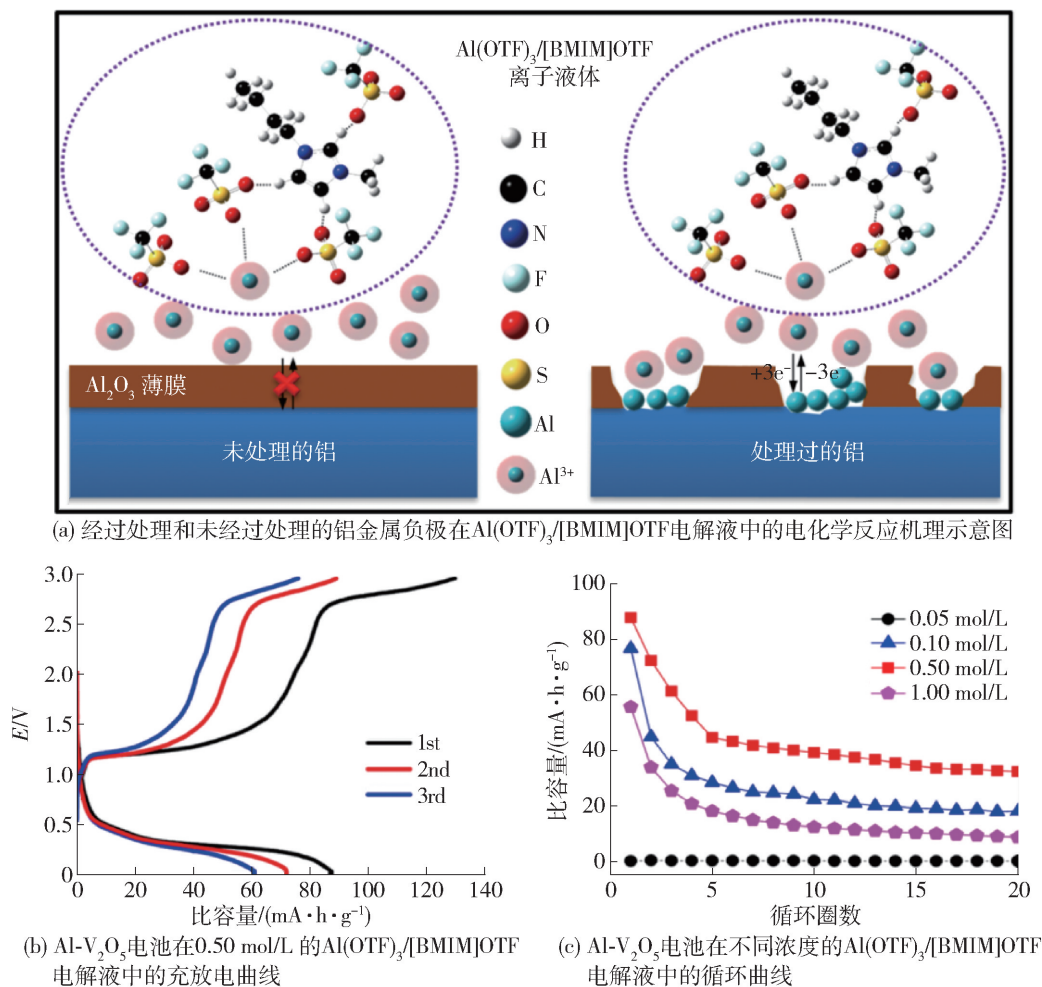 Al(OTF)₃/[BMIM]OTF
离子液体
H
C
N
F
O
S
Al
Al³⁺
Al₂O₃ 薄膜
未处理的铝
+3e⁻
−3e⁻
处理过的铝
(a) 经过处理和未经过处理的铝金属负极在Al(OTF)₃/[BMIM]OTF电解液中的电化学反应机理示意图
3.0
2.5
2.0
1.5
1.0
0.5
0
E/V
1st
2nd
3rd
0 20 40 60 80 100 120 140
比容量/(mA·h·g⁻¹)
(b) Al-V₂O₅电池在0.50 mol/L 的Al(OTF)₃/[BMIM]OTF
电解液中的充放电曲线
100
80
60
40
20
0
比容量/(mA·h·g⁻¹)
0.05 mol/L
0.10 mol/L
0.50 mol/L
1.00 mol/L
0 5 10 15 20
循环圈数
(c) Al-V₂O₅电池在不同浓度的Al(OTF)₃/[BMIM]OTF
电解液中的循环曲线